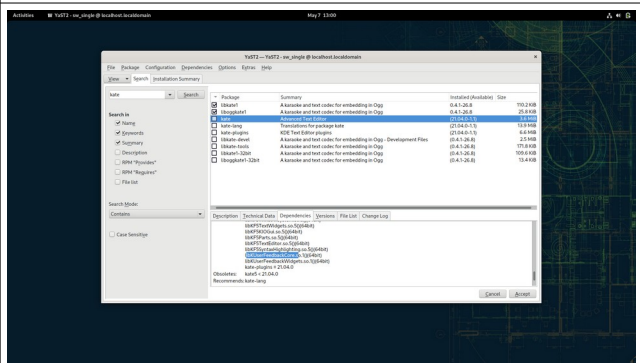 Activities YaST2 - sw_single @ localhost.localdomain May 7 13:00
YaST2 — YaST2 - sw_single @ localhost.localdomain ×
File Package Configuration Dependencies Options Extras Help
View Search Installation Summary
kate Search
Search in
Name
Keywords
Summary
Description
RPM "Provides"
RPM "Requires"
File list
Search Mode:
Contains
Case Sensitive
Package Summary Installed (Available) Size
libkate1 A karaoke and text codec for embedding in Ogg 0.4.1-26.8 110.2 KiB
liboggkate1 A karaoke and text codec for embedding in Ogg 0.4.1-26.8 25.8 KiB
kate Advanced Text Editor (21.04.0-1.1) 3.6 MiB
kate-lang Translations for package kate (21.04.0-1.1) 13.9 MiB
kate-plugins KDE Text Editor plugins (21.04.0-1.1) 6.6 MiB
libkate-devel A karaoke and text codec for embedding in Ogg - Development Files (0.4.1-26.8) 2.5 MiB
libkate-tools A karaoke and text codec for embedding in Ogg (0.4.1-26.8) 171.8 KiB
libkate1-32bit A karaoke and text codec for embedding in Ogg (0.4.1-26.8) 109.6 KiB
liboggkate1-32bit A karaoke and text codec for embedding in Ogg (0.4.1-26.8) 13.4 KiB
Description Technical Data Dependencies Versions File List Change Log
libKF5TextWidgets.so.5()(64bit)
libKF5KIOGui.so.5()(64bit)
libKF5Parts.so.5()(64bit)
libKF5TextEditor.so.5()(64bit)
libKF5SyntaxHighlighting.so.5()(64bit)
libKUserFeedbackCore.so.1()(64bit)
libKUserFeedbackWidgets.so.1()(64bit)
kate-plugins < 21.04.0
Obsoletes: kate5 < 21.04.0
Recommends: kate-lang
Cancel Accept